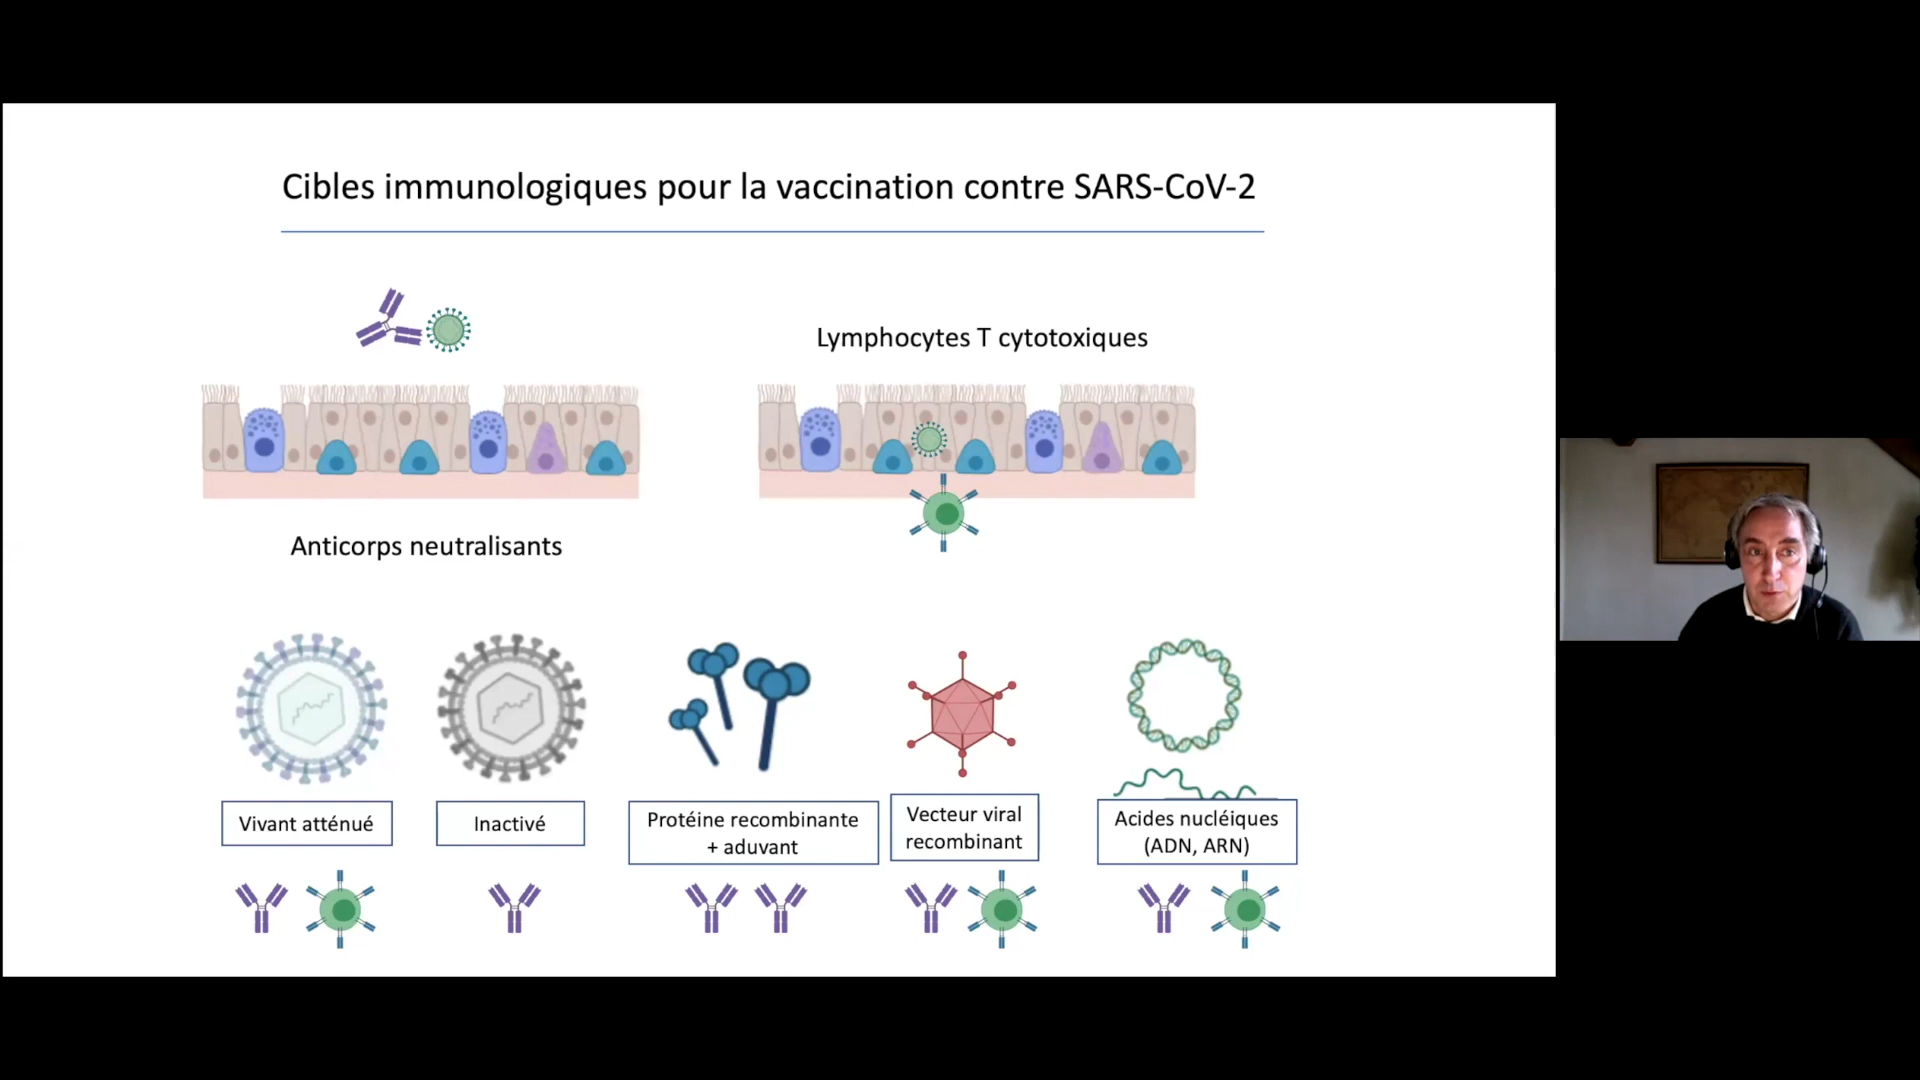 Cibles immunologiques pour la vaccination contre SARS-CoV-2
Lymphocytes T cytotoxiques
Anticorps neutralisants
Vivant atténué
Inactivé
Protéine recombinante
+ aduvant
Vecteur viral
recombinant
Acides nucléiques
(ADN, ARN)